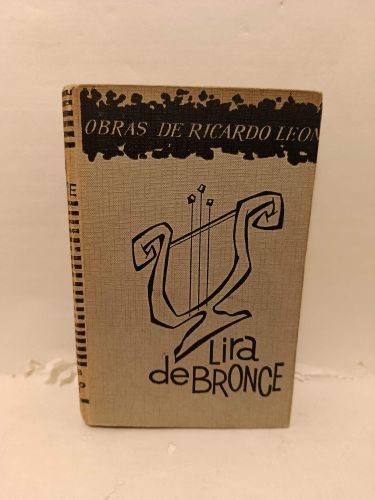 OBRAS DE RICARDO LEON
Lira
de BRONCE